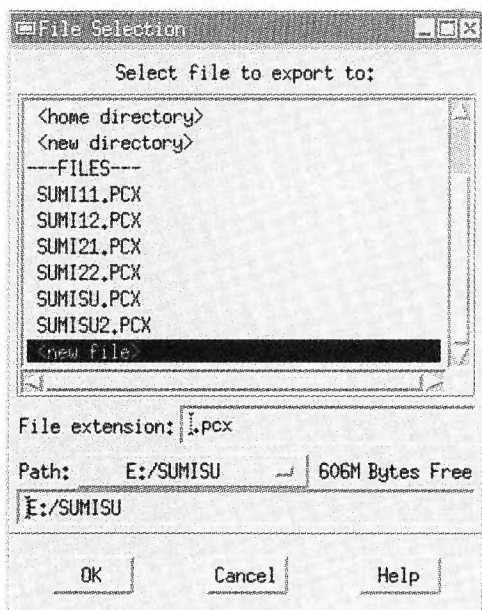 File Selection
Select file to export to:
<home directory>
<new directory>
---FILES---
SUMI11.PCX
SUMI12.PCX
SUMI21.PCX
SUMI22.PCX
SUMISU.PCX
SUMISU2.PCX
<new file>
File extension: .pcx
Path: E:/SUMISU 606M Bytes Free
E:/SUMISU
OK Cancel Help